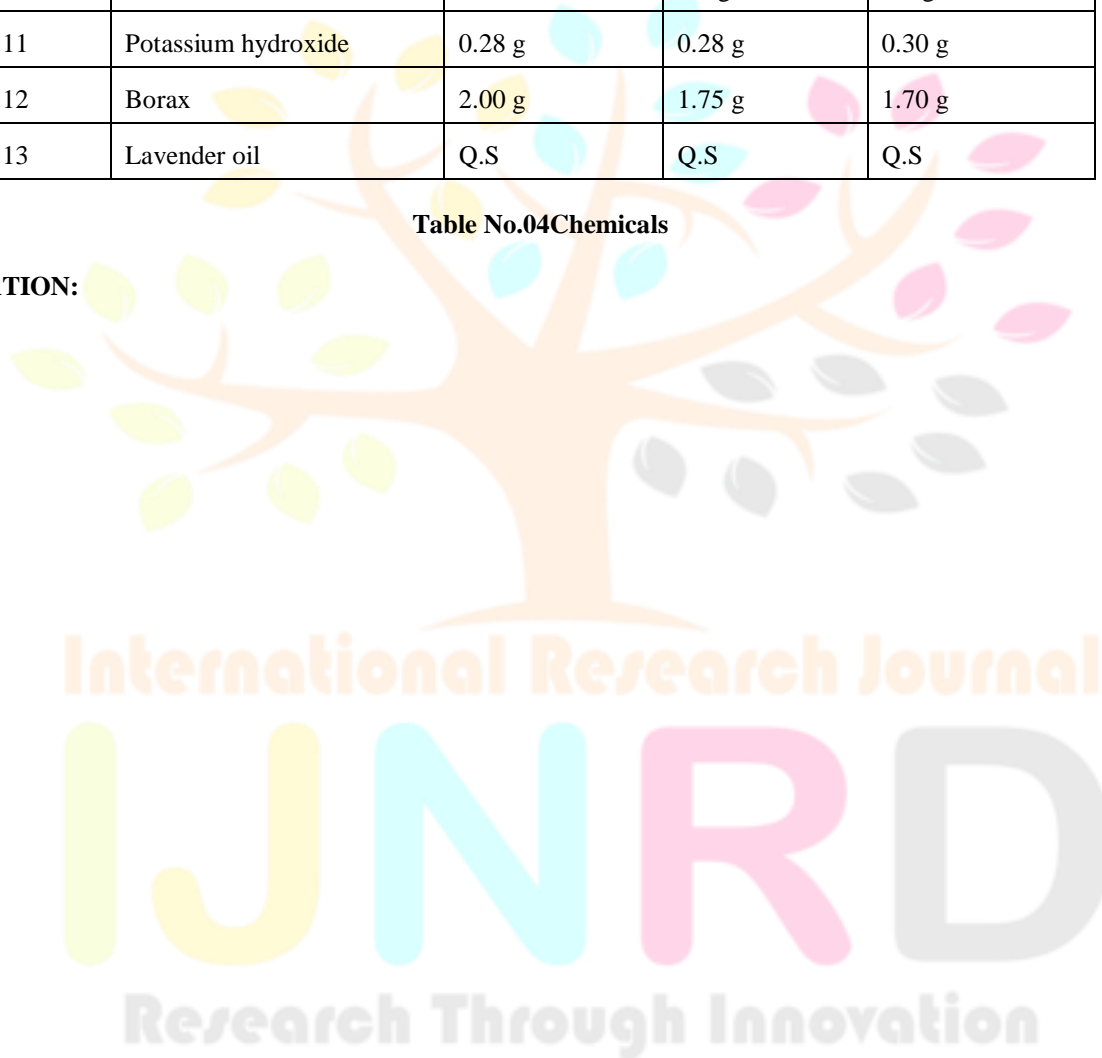 11 Potassium hydroxide 0.28 g 0.28 g 0.30 g
12 Borax 2.00 g 1.75 g 1.70 g
13 Lavender oil Q.S Q.S Q.S
Table No.04Chemicals
ATION:
International Research Journal
IJNRD
Research Through Innovation